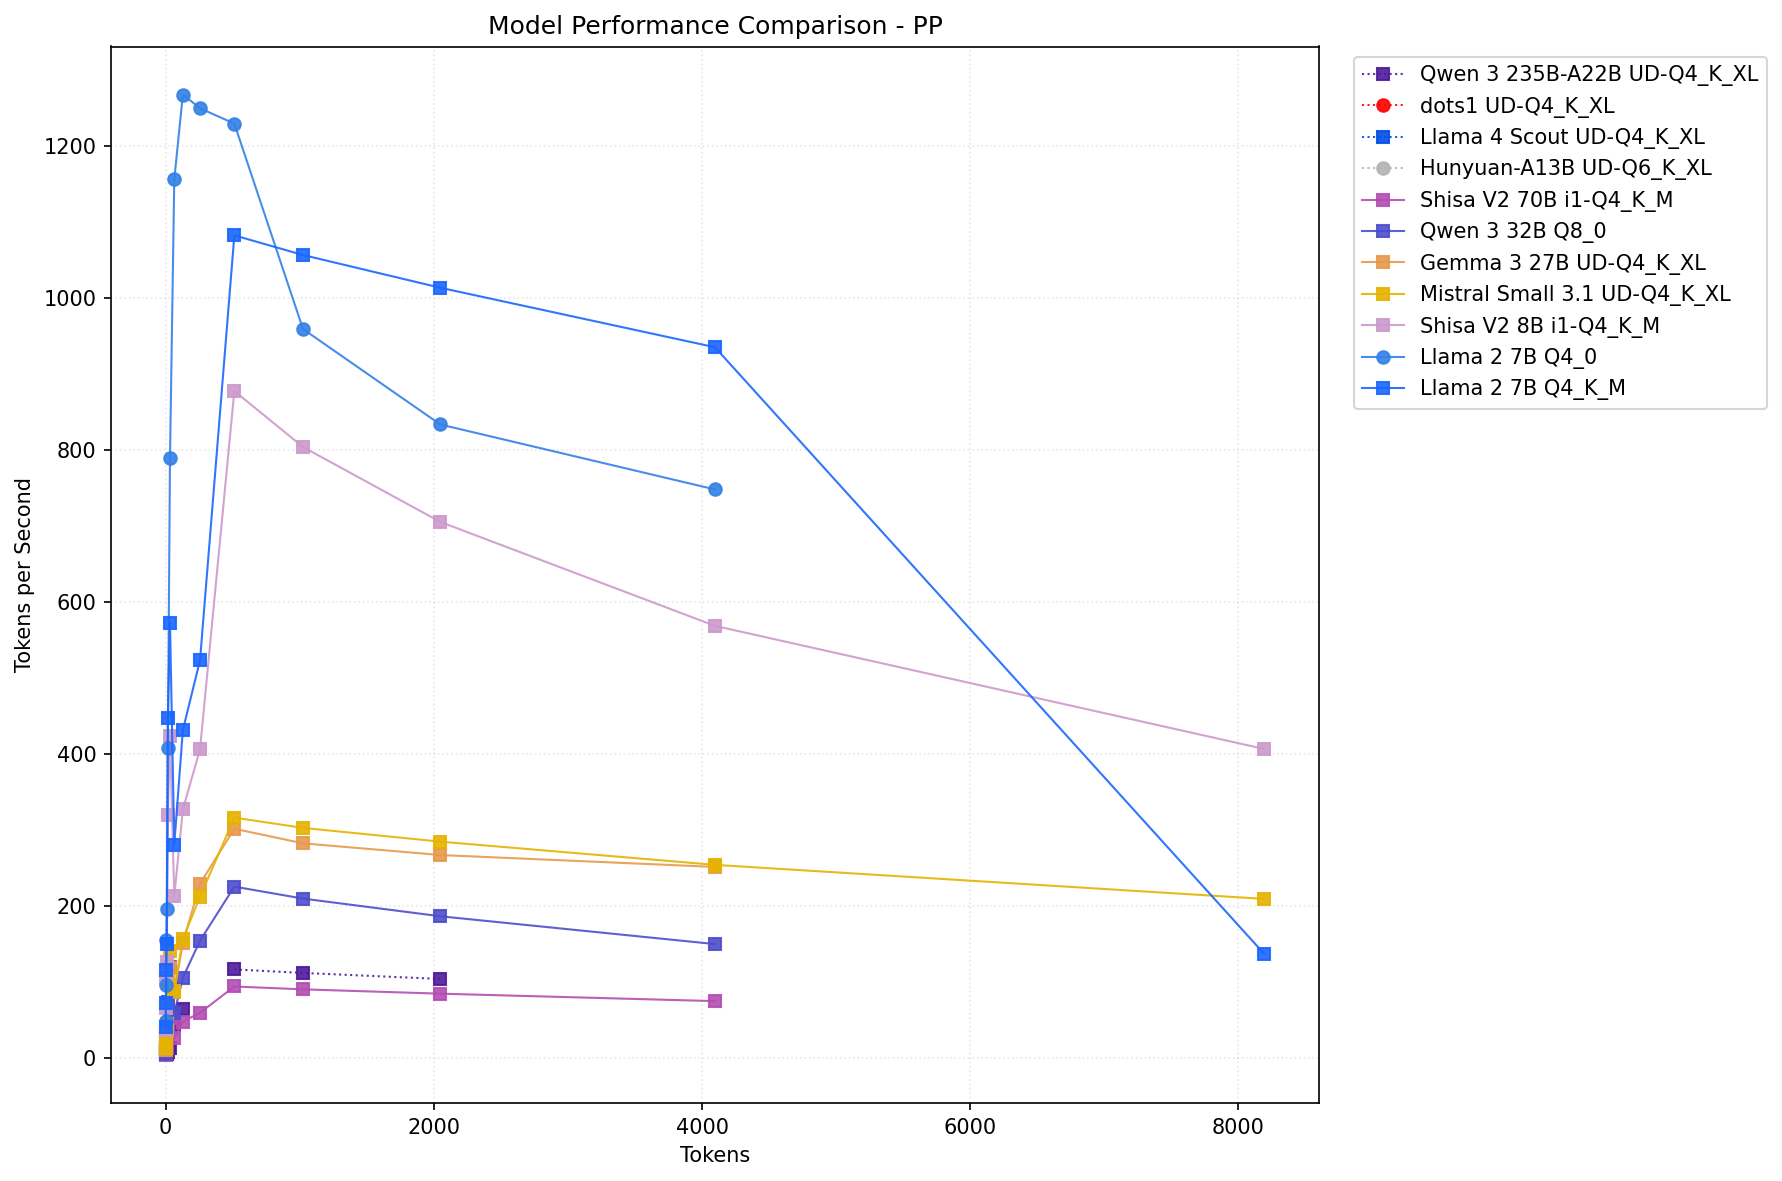 Model Performance Comparison - PP
Tokens per Second
1200
1000
800
600
400
200
0
0
2000
4000
6000
8000
Tokens
Qwen 3 235B-A22B UD-Q4_K_XL
dots1 UD-Q4_K_XL
Llama 4 Scout UD-Q4_K_XL
Hunyuan-A13B UD-Q6_K_XL
Shisa V2 70B i1-Q4_K_M
Qwen 3 32B Q8_0
Gemma 3 27B UD-Q4_K_XL
Mistral Small 3.1 UD-Q4_K_XL
Shisa V2 8B i1-Q4_K_M
Llama 2 7B Q4_0
Llama 2 7B Q4_K_M